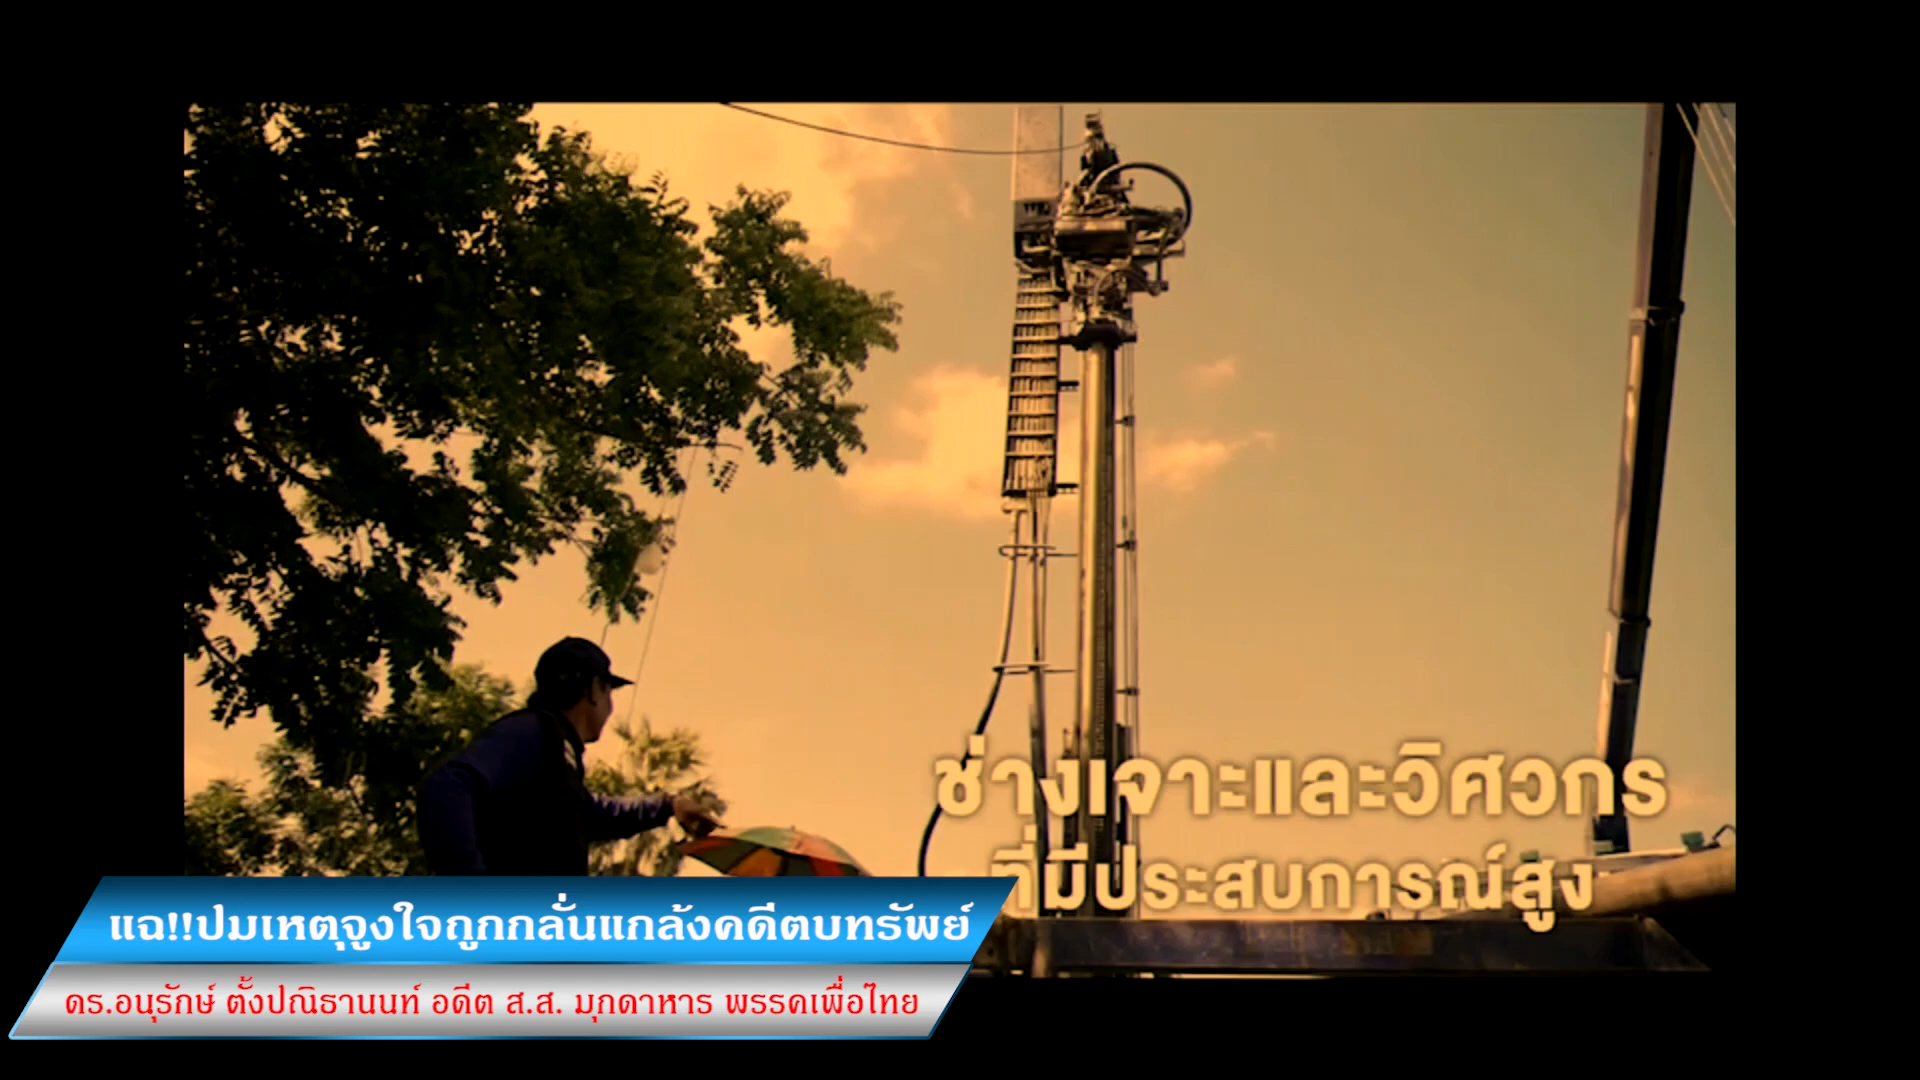 ช่างเจาะและวิศวกร
ที่มีประสบการณ์สูง
แฉ!!ปมเหตุจูงใจถูกกลั่นแกล้งคดีตบทรัพย์
ดร.อนุรักษ์ ตั้งปณิธานนท์ อดีต ส.ส. มุกดาหาร พรรคเพื่อไทย